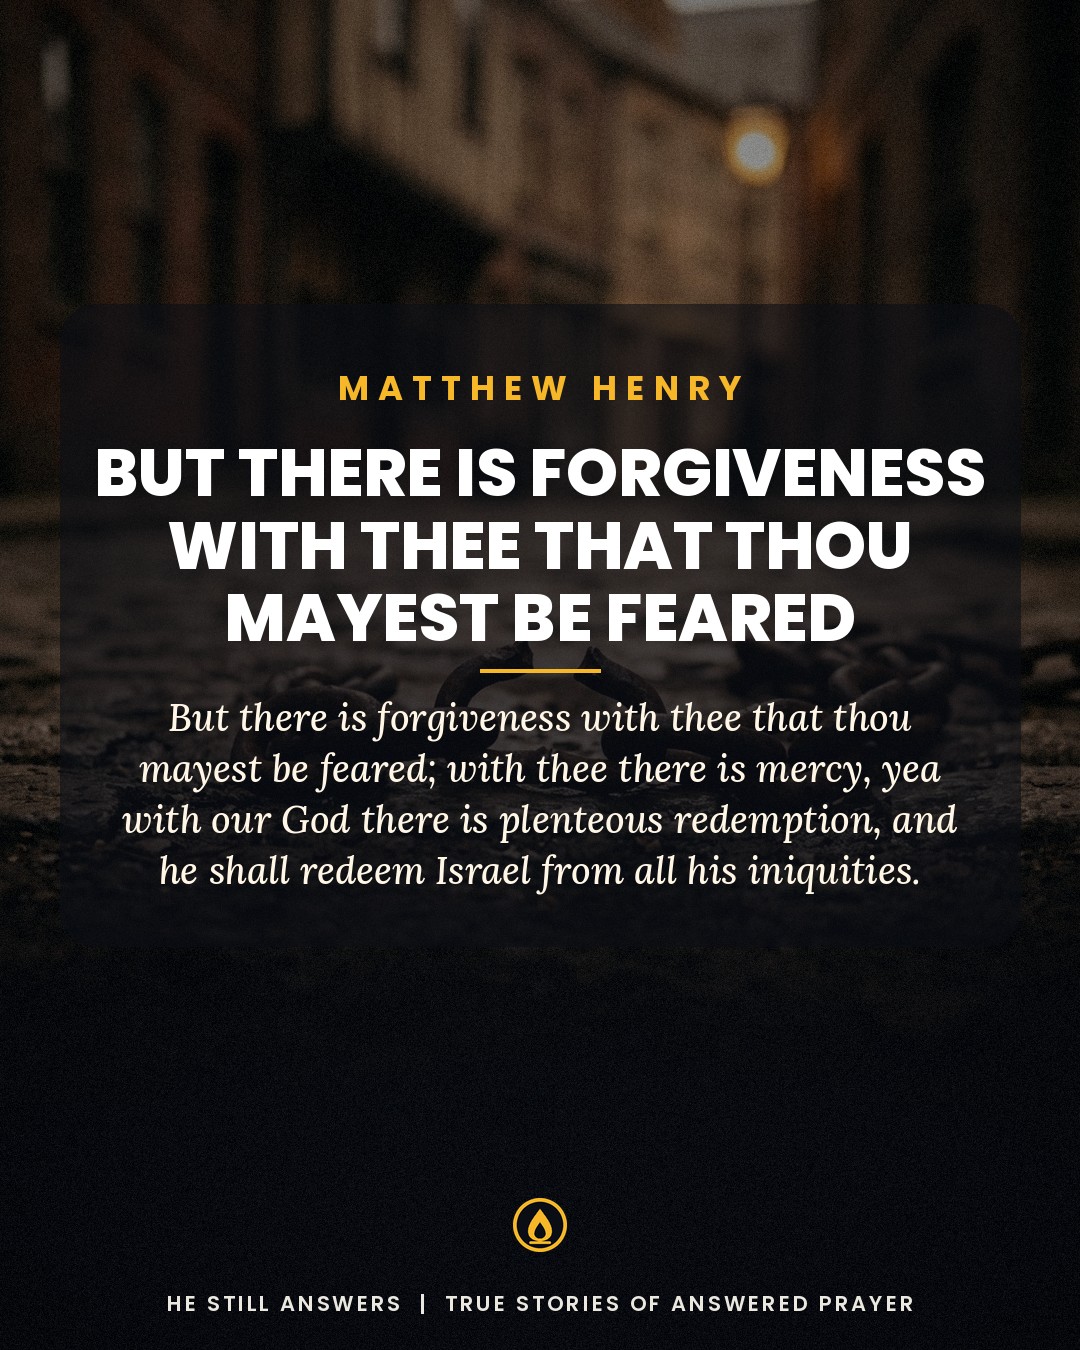 MATTHEW HENRY
BUT THERE IS FORGIVENESS
WITH THEE THAT THOU
MAYEST BE FEARED
But there is forgiveness with thee that thou
mayest be feared; with thee there is mercy, yea
with our God there is plenteous redemption, and
he shall redeem Israel from all his iniquities.
HE STILL ANSWERS | TRUE STORIES OF ANSWERED PRAYER